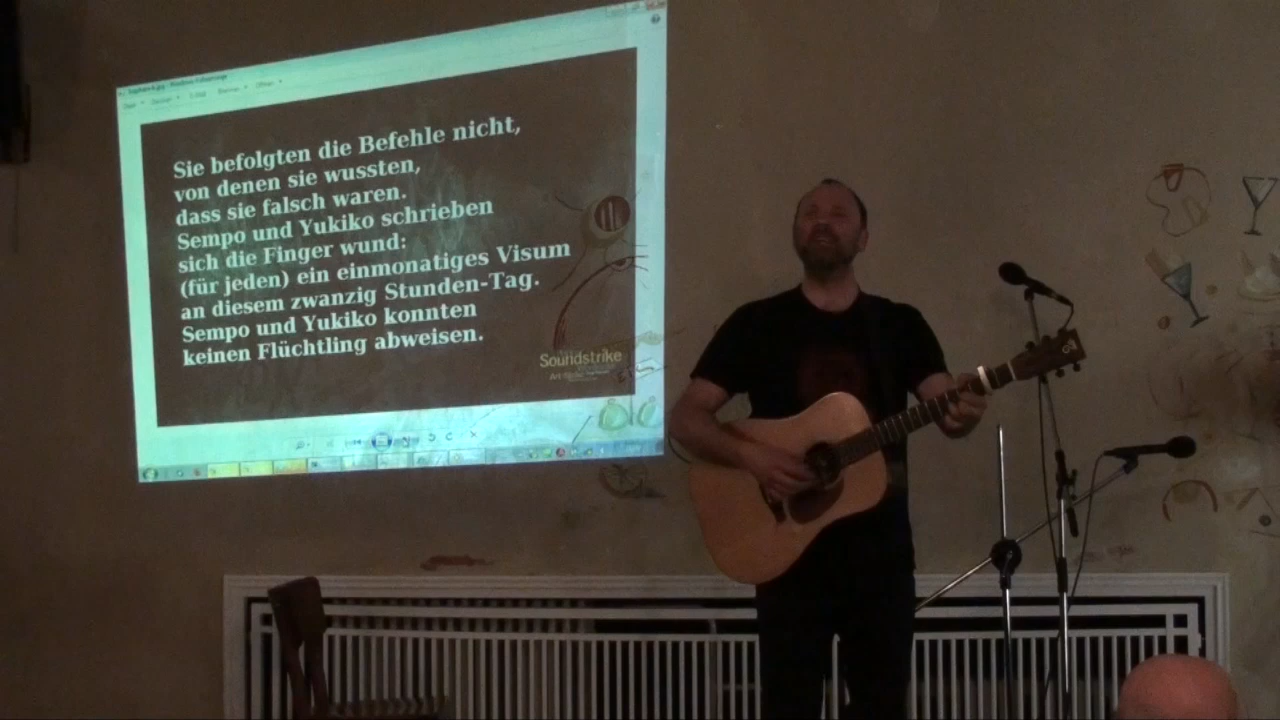 Sie befolgten die Befehle nicht,
von denen sie wussten,
dass sie falsch waren.
Sempo und Yukiko schrieben
sich die Finger wund:
(für jeden) ein einmonatiges Visum
an diesem zwanzig Stunden-Tag.
Sempo und Yukiko konnten
keinen Flüchtling abweisen.
Soundstrike